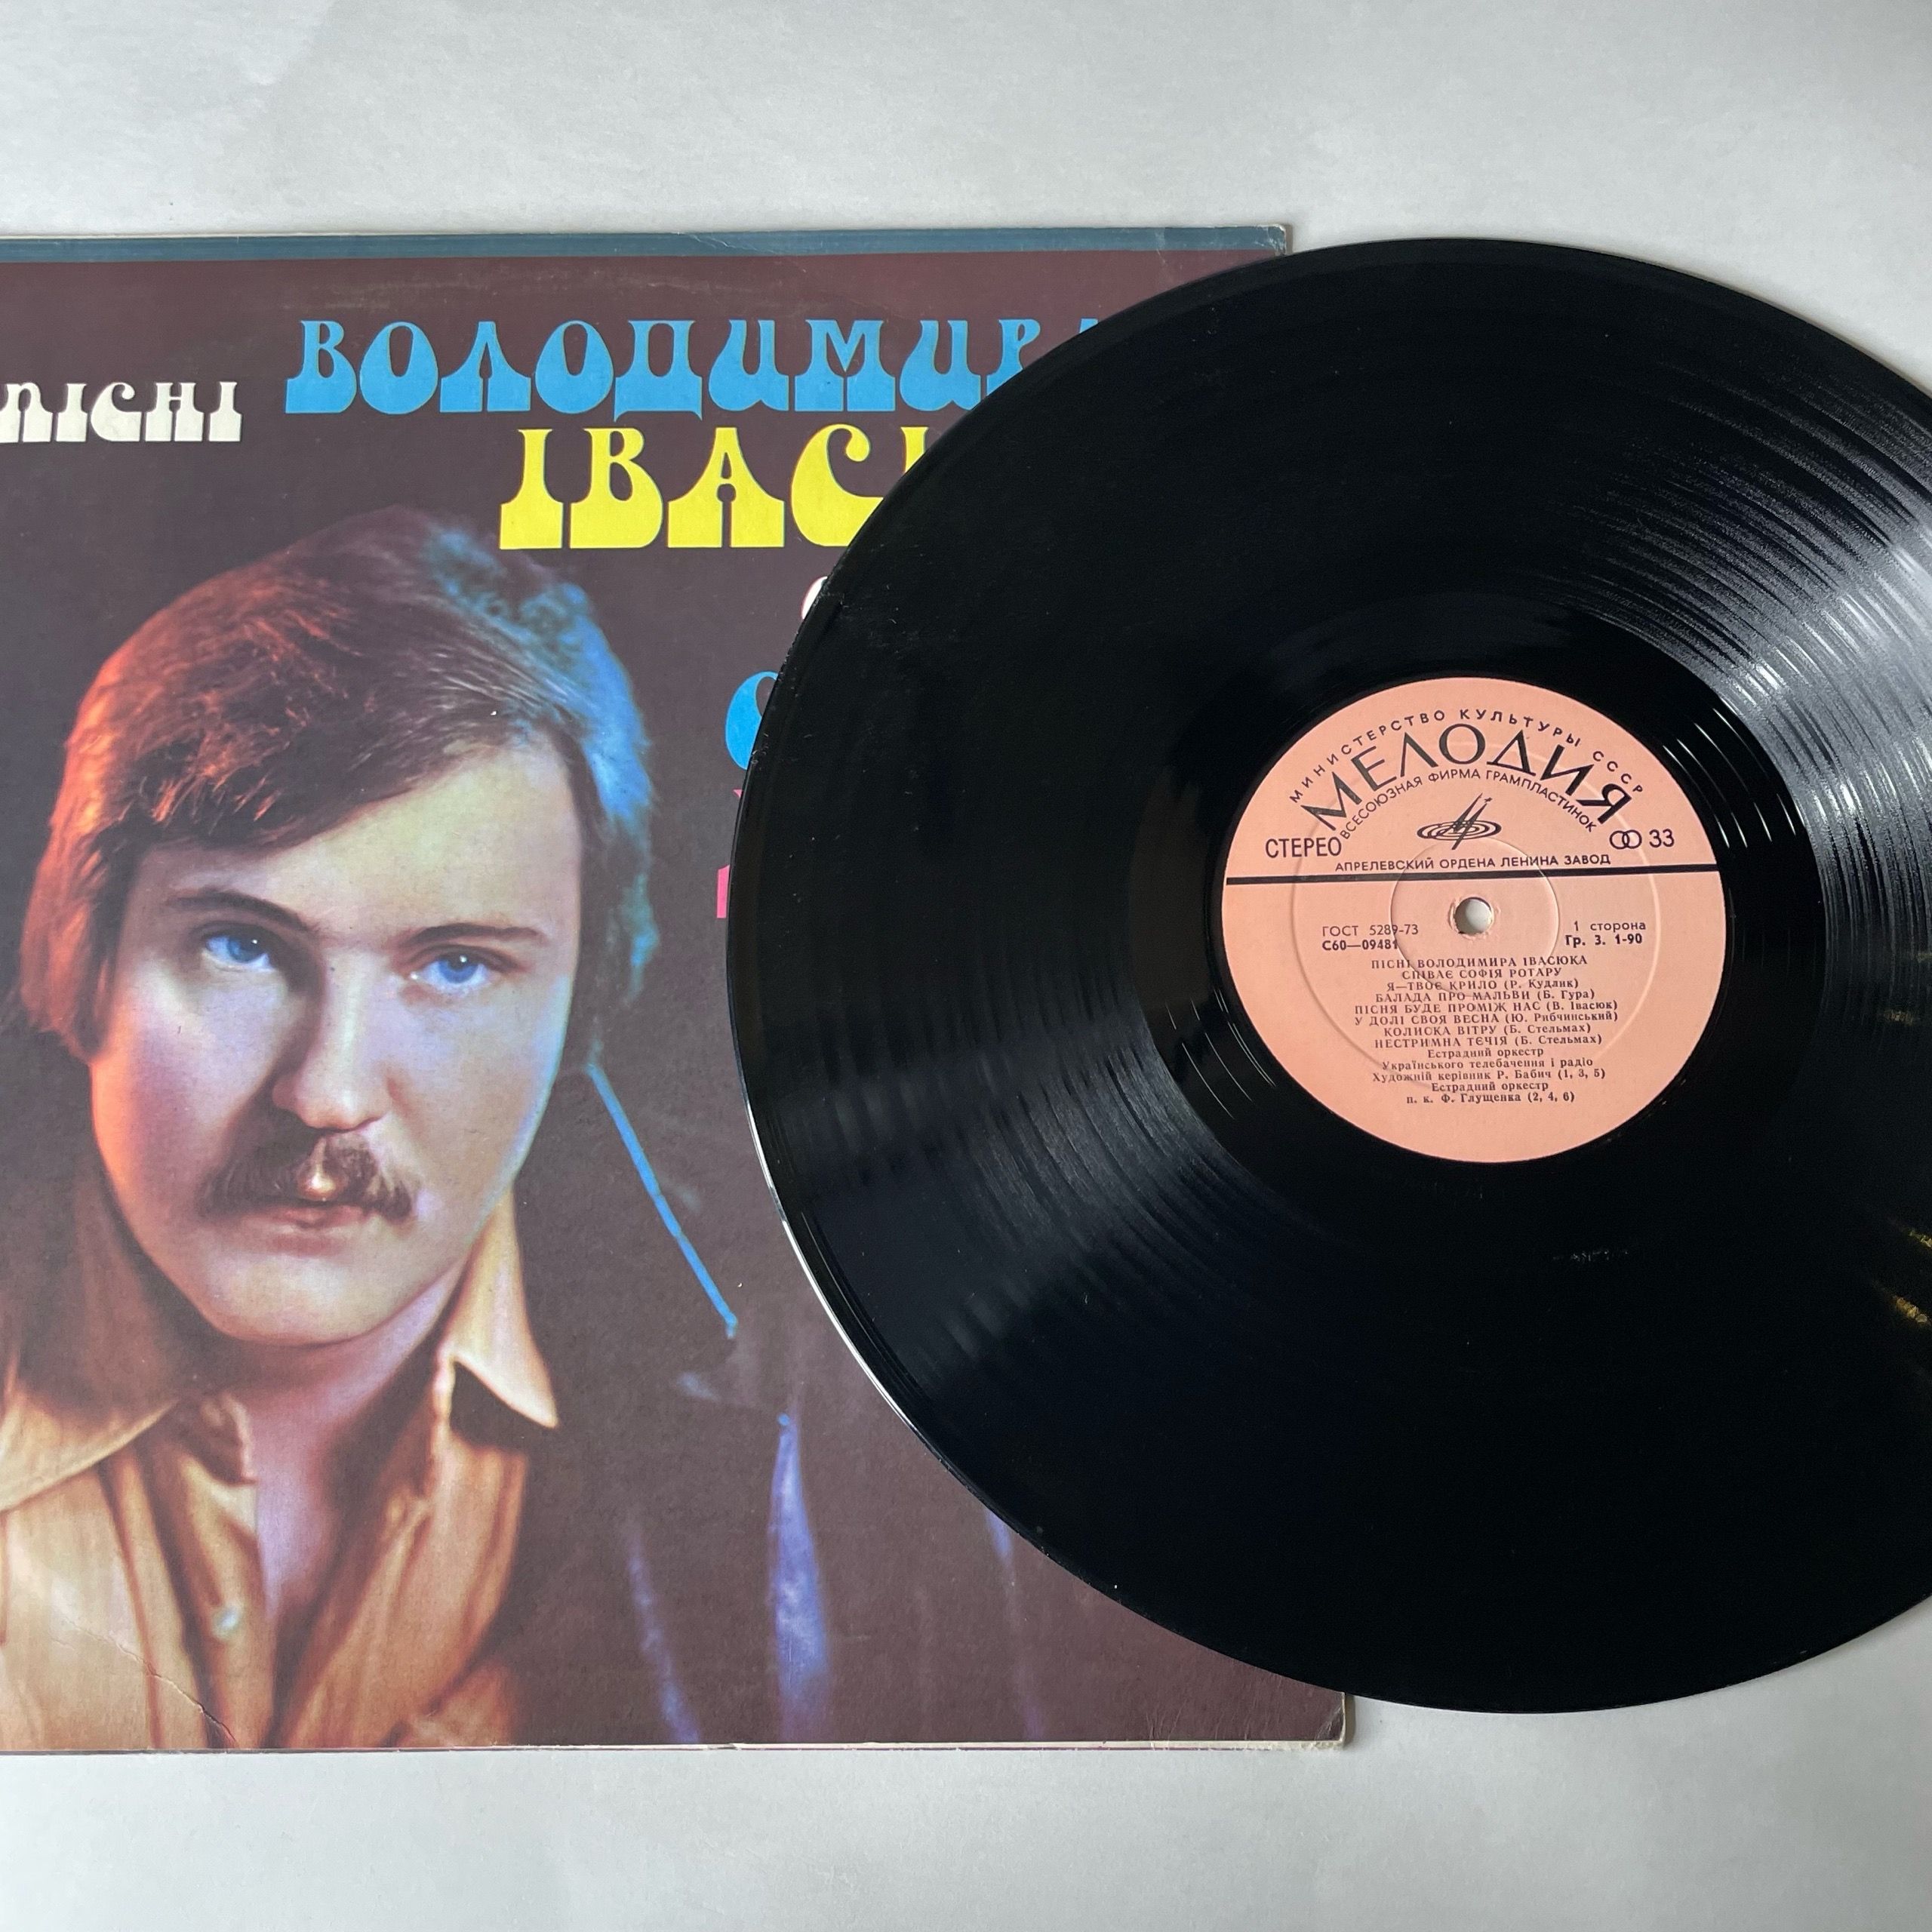 ПІСНІ
ВОЛОДИМИРА
ІВАСЮ
МИНИСТЕРСТВО КУЛЬТУРЫ СССР
МЕЛОДИЯ
ВСЕСОЮЗНАЯ ФИРМА ГРАМПЛАСТИНОК
СТЕРЕО 33
АПРЕЛЕВСКИЙ ОРДЕНА ЛЕНИНА ЗАВОД
ГОСТ 5289-73 1 сторона
С60—09481 Гр. 3. 1-90
ПІСНІ ВОЛОДИМИРА ІВАСЮКА
СПІВАЄ СОФІЯ РОТАРУ
Я—ТВОЄ КРИЛО (Р. Кудлик)
БАЛАДА ПРО МАЛЬВИ (Б. Гура)
ПІСНЯ БУДЕ ПРОМІЖ НАС (В. Івасюк)
У ДОЛІ СВОЯ ВЕСНА (Ю. Рибчинський)
КОЛИСКА ВІТРУ (Б. Стельмах)
НЕСТРИМНА ТЕЧІЯ (Б. Стельмах)
Естрадний оркестр
Українського телебачення і радіо
Художній керівник Р. Бабич (1, 3, 5)
Естрадний оркестр
п. к. Ф. Глущенка (2, 4, 6)